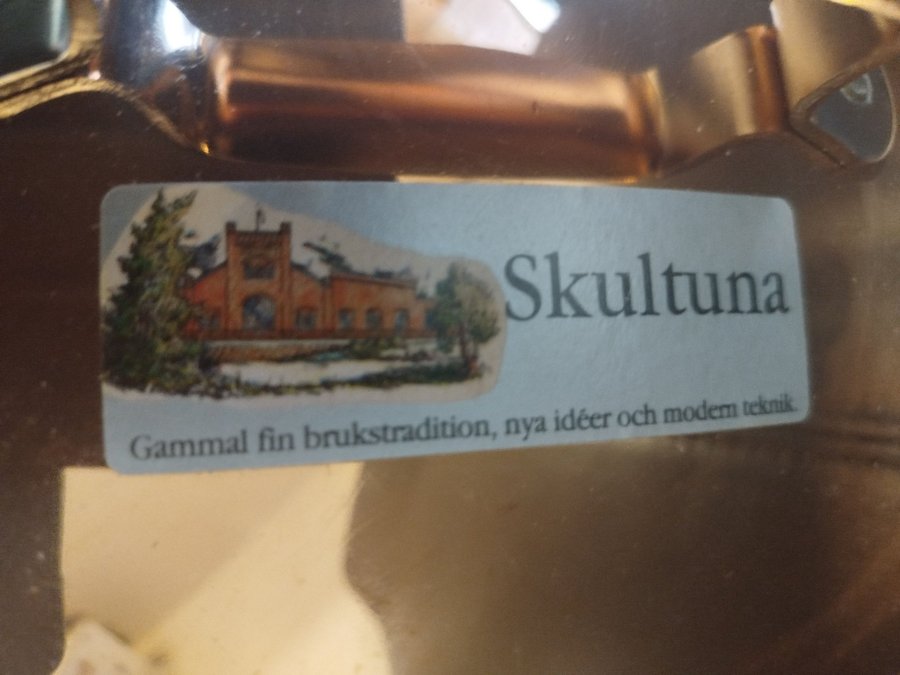 Skultuna
Gammal fin brukstradition, nya idéer och modern teknik.